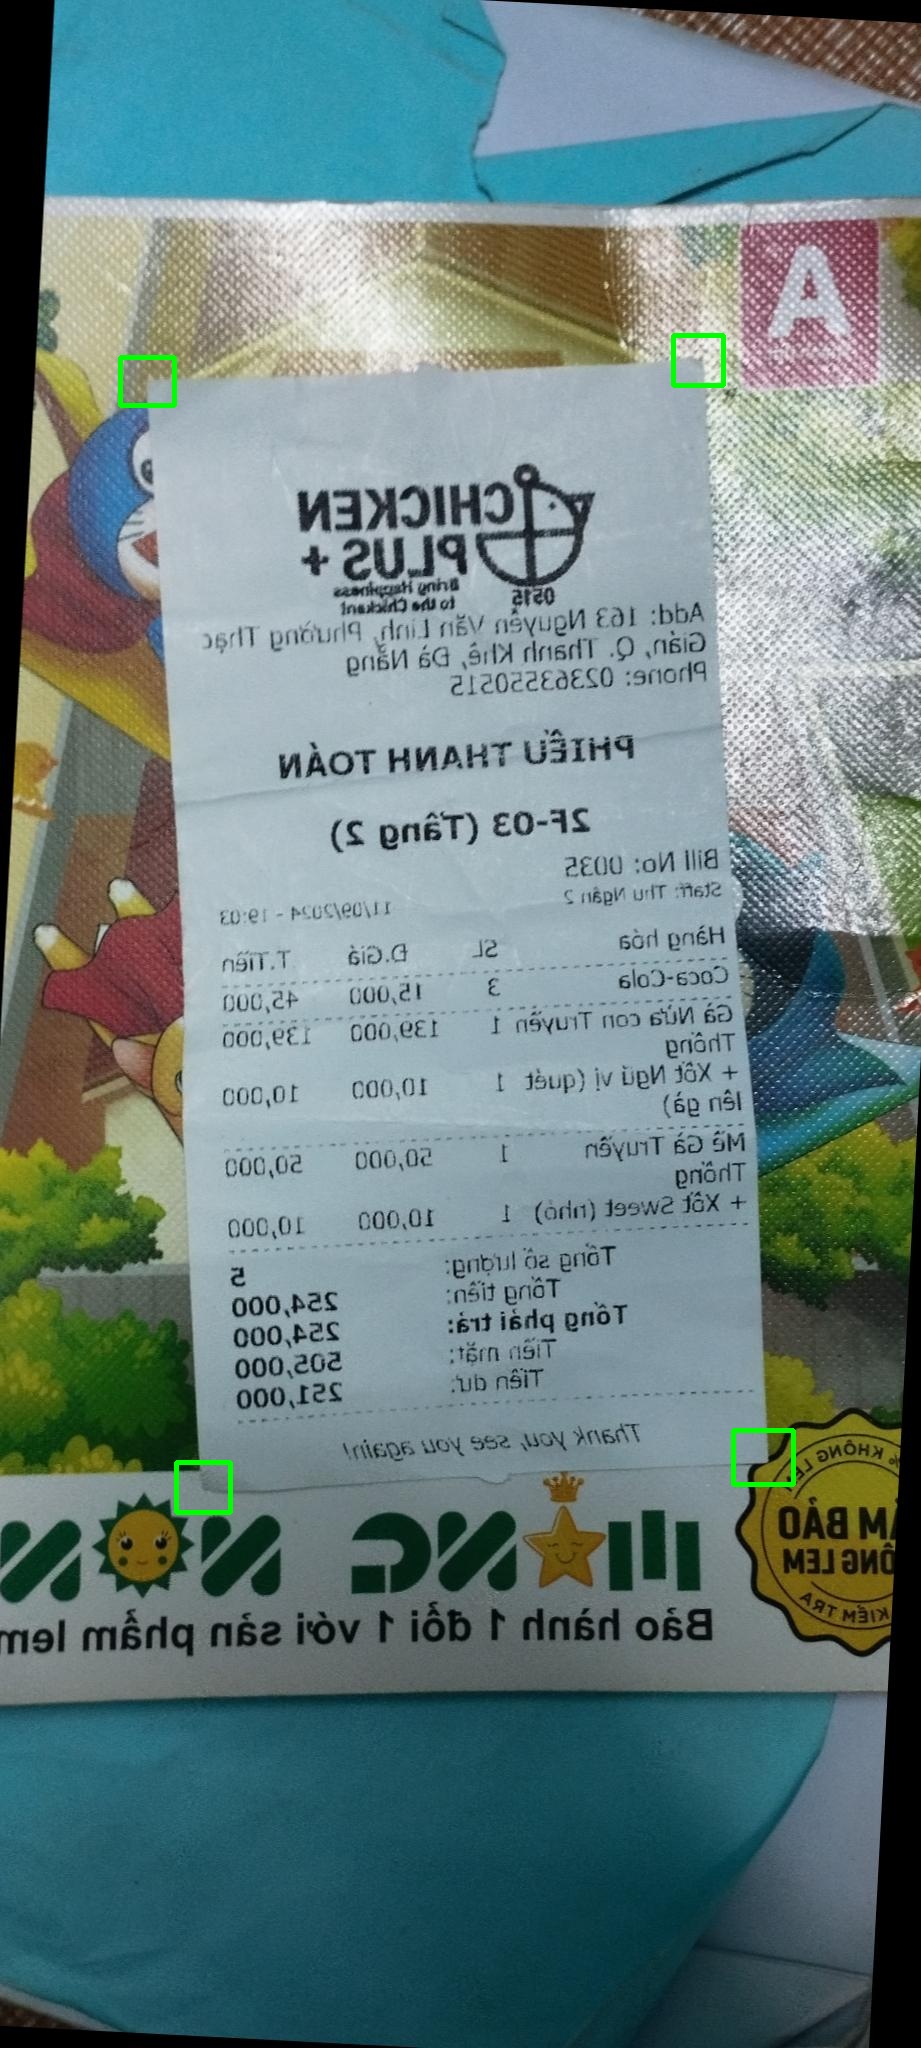 A
CHICKEN
PLUS +
Bring Happiness
to the Chickent
0515
Add: 163 Nguyễn Văn Linh, Phường Thạc
Gián, Q. Thanh Khê, Đà Nẵng
Phone: 02363550515
PHIẾU THANH TOÁN
2F-03 (Tầng 2)
Bill No: 0035
Staff: Thu Ngân 2 11/09/2024 - 19:03
Hàng hóa SL Đ.Giá T.Tiền
Coca-Cola 3 15,000 45,000
Gà Nửa con Truyền 1 139,000 139,000
Thống
+ Xốt Ngũ vị (quét 1 10,000 10,000
lên gà)
Mề Gà Truyền 1 50,000 50,000
Thống
+ Xốt Sweet (nhỏ) 1 10,000 10,000
Tổng số lượng: 5
Tổng tiền: 254,000
Tổng phải trả: 254,000
Tiền mặt: 505,000
Tiền dư: 251,000
Thank you, see you again!
% KHÔNG LE
ẢM BẢO
ÔNG LEM
KIỂM TRA
Bảo hành 1 đổi 1 với sản phẩm lem